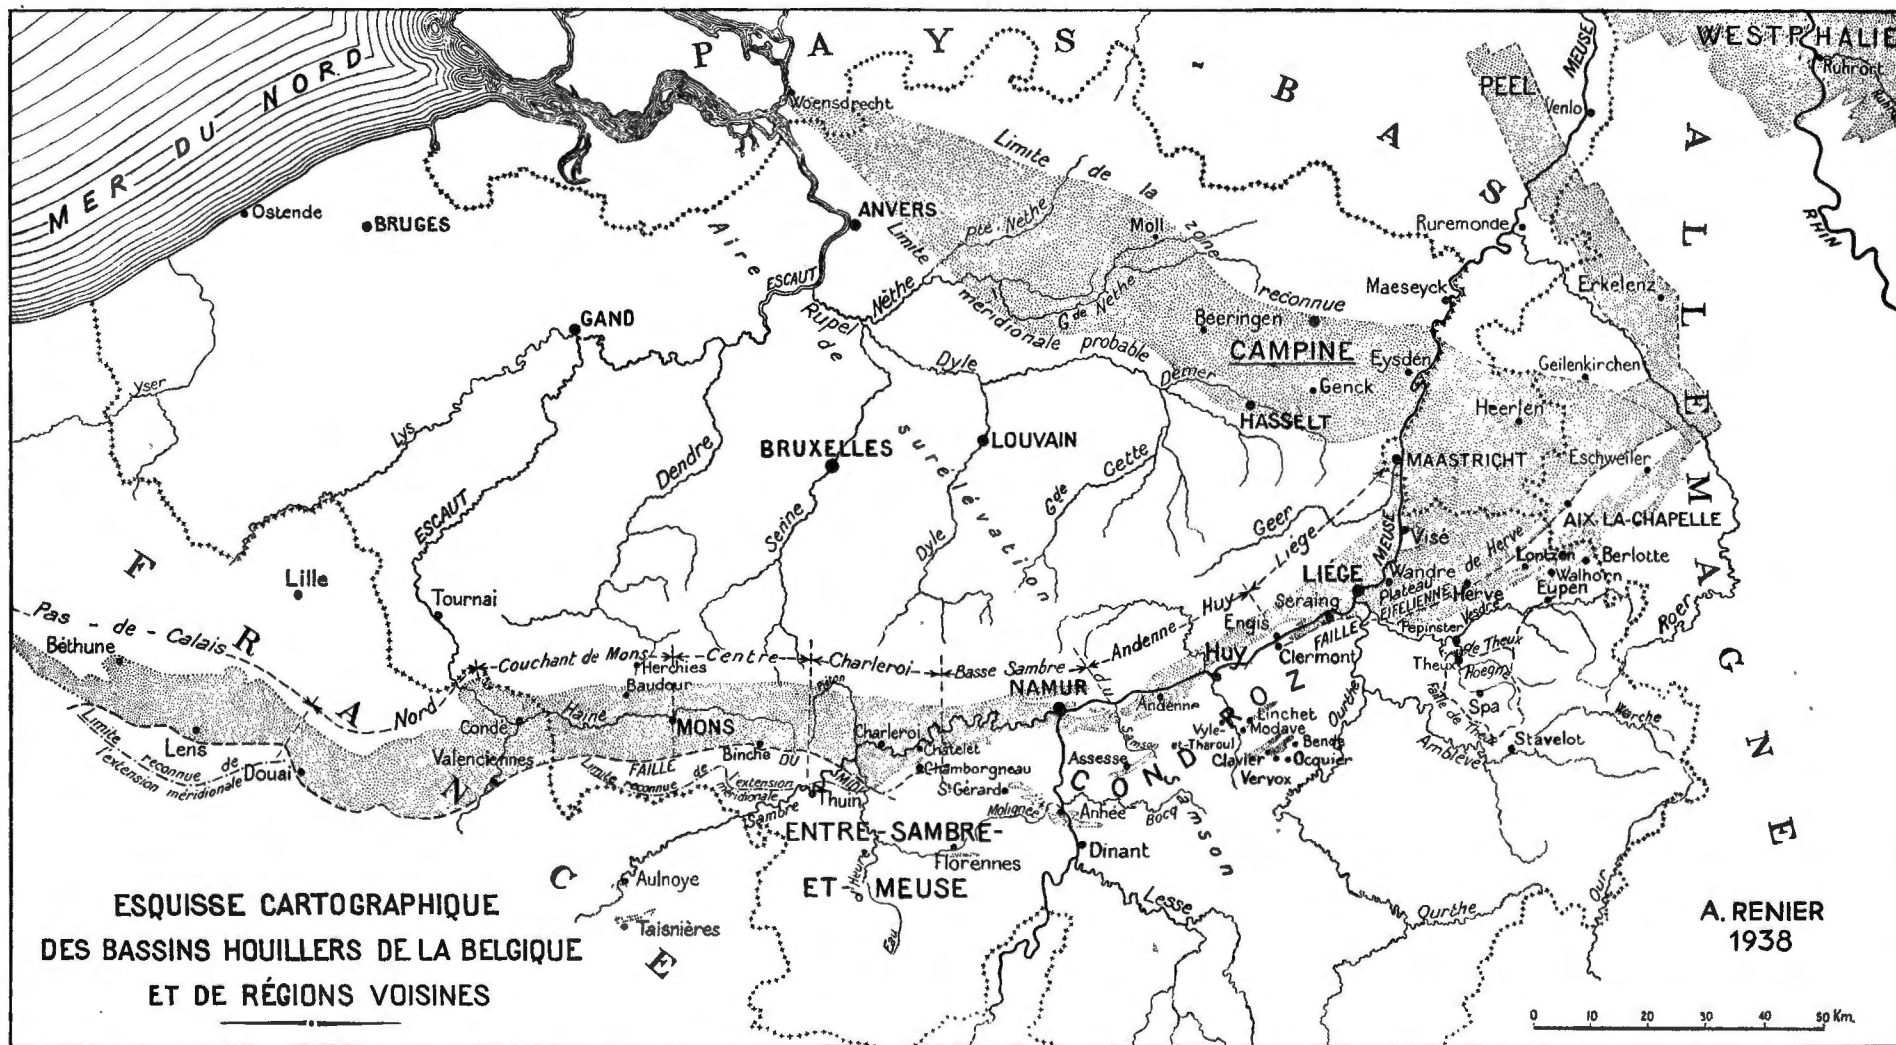 PAYS-BAS
WESTPHALIE
Ruhrort
MER DU NORD
MEUSE
PEEL
Venlo
Woensdrecht
Limite de la zone reconnue
ALLEMAGNE
RHIN
Ostende
BRUGES
ANVERS
Pte Nèthe
Moll
Ruremonde
Aire de surélévation du Samson
Limite méridionale probable
ESCAUT
Nèthe
Gde Nèthe
Maeseyck
Erkelenz
Rupel
GAND
Beeringen
CAMPINE
Eysden
Geilenkirchen
Yser
Dyle
Demer
Genck
Heerlen
Lys
HASSELT
BRUXELLES
LOUVAIN
Dendre
Gde Gette
MAASTRICHT
Eschweiler
ESCAUT
Senne
Dyle
Geer
MEUSE
Visé
AIX-LA-CHAPELLE
FRANCE
Lille
Tournai
Liége
LIÉGE
Wandre
Plateau de Herve
Lontzen
Berlotte
Walhorn
Eupen
Herve
EIFELIENNE
Seraing
FAILLE
Engis
Clermont
Pepinster
Vesdre
Roer
Pas-de-Calais
Nord
Béthune
Couchant de Mons
Centre
Charleroi
Basse Sambre
Andenne
Huy
Herchies
Baudour
Piéton
Huy
Theux
de Theux
Hoegne
Faille de Theux
Spa
NAMUR
Andenne
CONDROZ
Ourthe
Condé
Haine
MONS
Binche
Charleroi
Châtelet
Samson
Linchet
Modave
Vyle-et-Tharoul
Bende
Clavier
Ocquier
Vervox
Warche
Stavelot
Amblève
Lens
Douai
Valenciennes
Limite reconnue de l'extension méridionale
FAILLE DU MIDI
Limite reconnue de l'extension méridionale
Chamborgneau
St Gérard
Assesse
Thuin
Sambre
Molignée
Anhée
Bocq
ENTRE-SAMBRE-
ET-MEUSE
Florennes
Dinant
d'Heure
Eau
Aulnoye
Taisnières
Lesse
Ourthe
Our
ESQUISSE CARTOGRAPHIQUE
DES BASSINS HOUILLERS DE LA BELGIQUE
ET DE RÉGIONS VOISINES
A. RENIER
1938
0 10 20 30 40 50 Km.